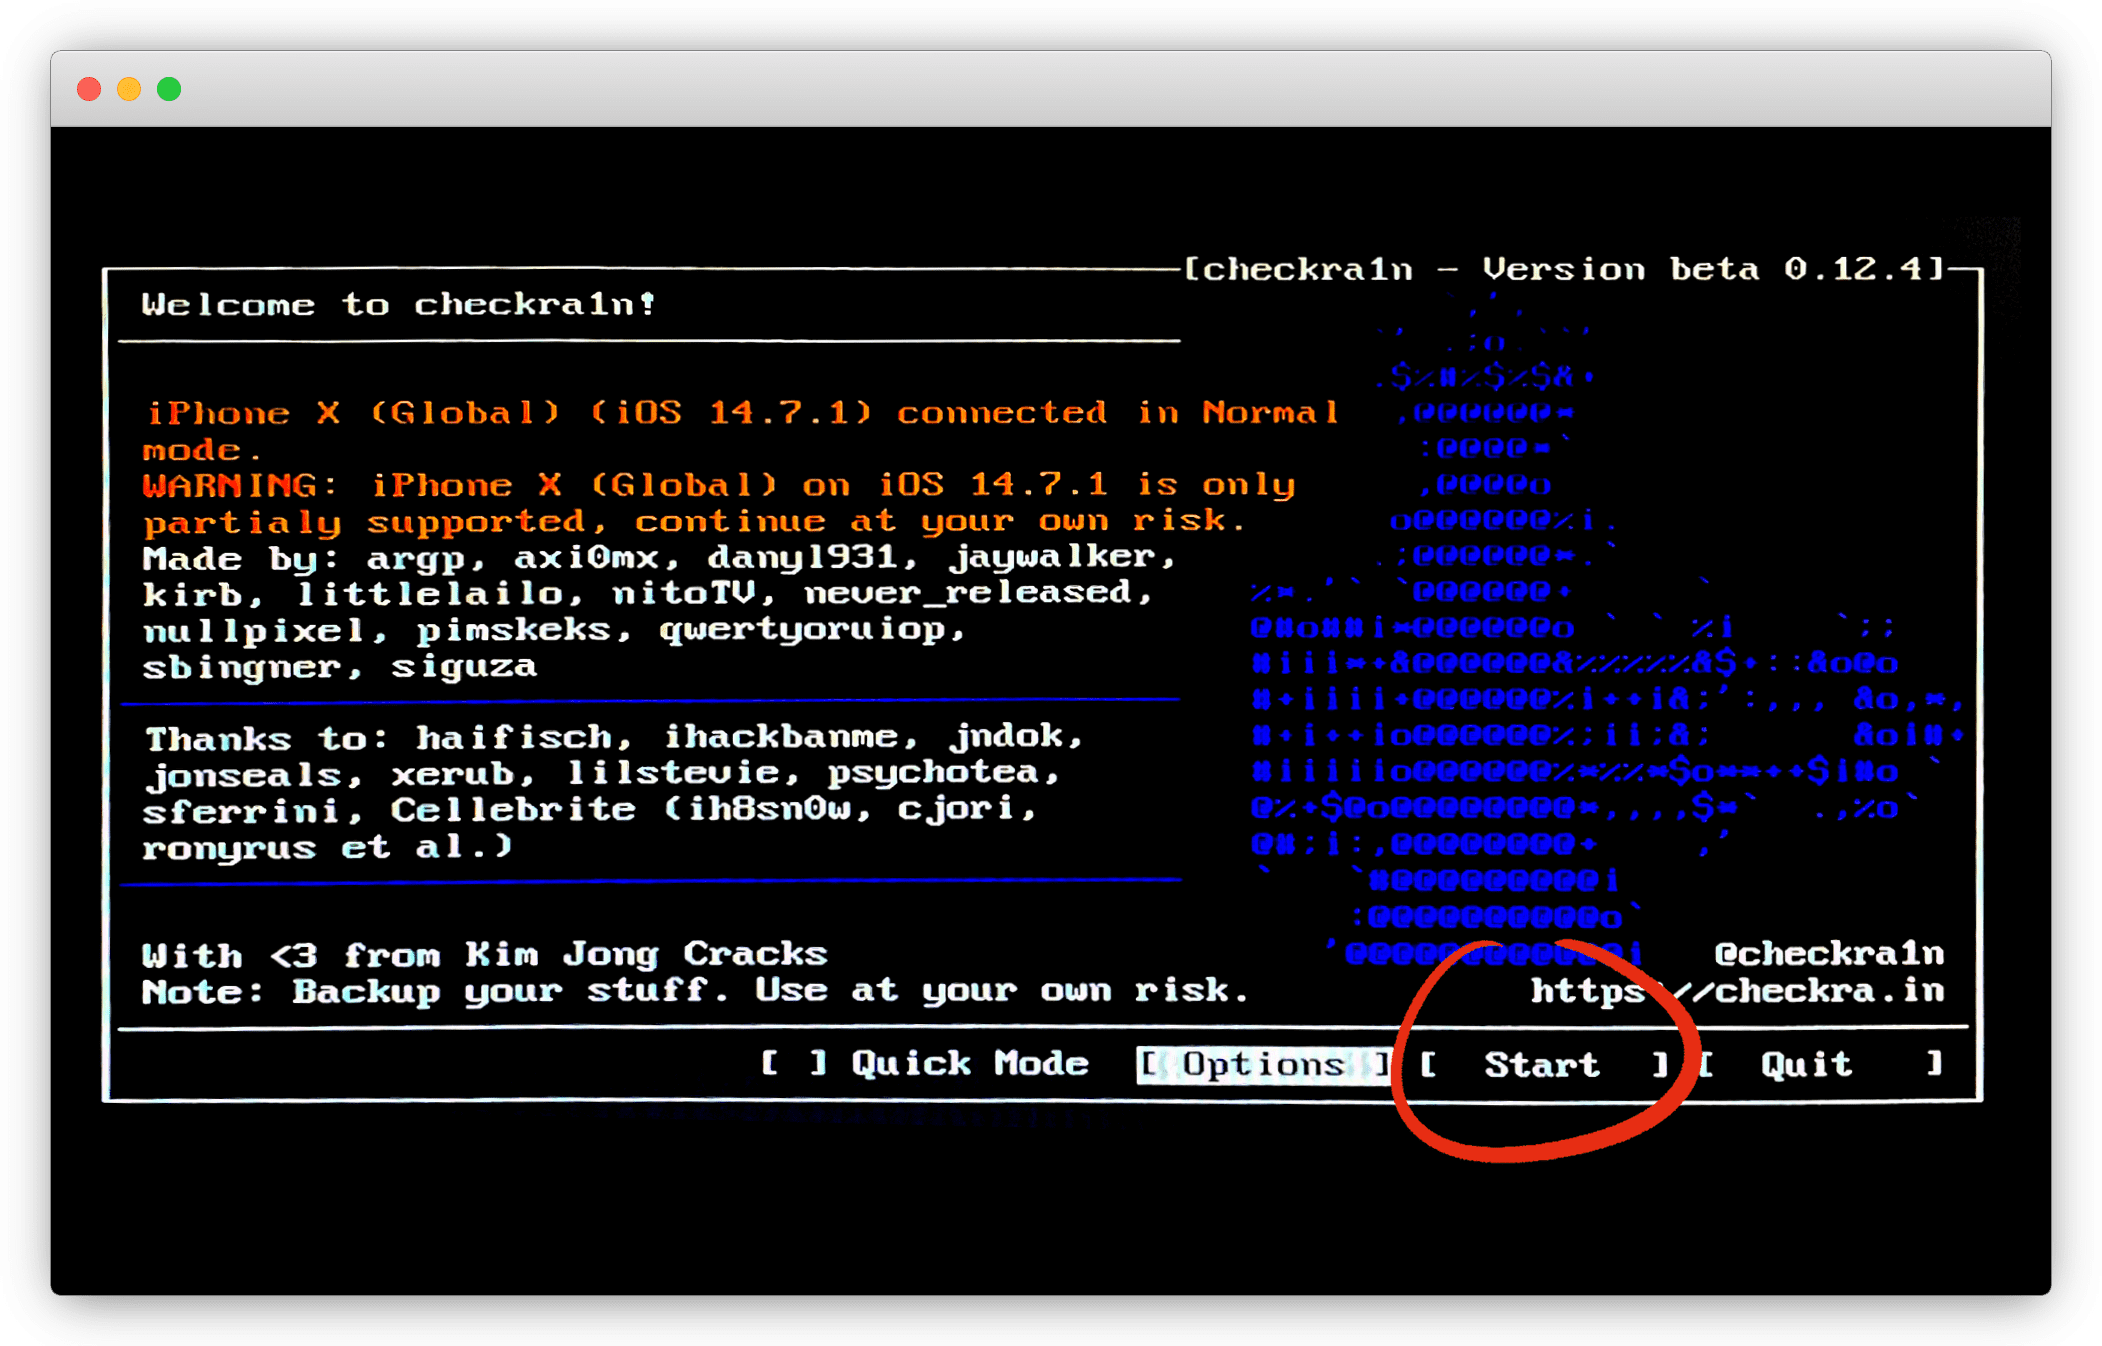 [checkra1n - Version beta 0.12.4]
Welcome to checkra1n!
iPhone X (Global) (iOS 14.7.1) connected in Normal
mode.
WARNING: iPhone X (Global) on iOS 14.7.1 is only
partialy supported, continue at your own risk.
Made by: argp, axi0mx, danyl931, jaywalker,
kirb, littlelailo, nitoTV, never_released,
nullpixel, pimskeks, qwertyoruiop,
sbingner, siguza
Thanks to: haifisch, ihackbanme, jndok,
jonseals, xerub, lilstevie, psychotea,
sferrini, Cellebrite (ih8sn0w, cjori,
ronyrus et al.)
With <3 from Kim Jong Cracks @checkra1n
Note: Backup your stuff. Use at your own risk. https://checkra.in
[ ] Quick Mode [ Options ] [ Start ] [ Quit ]